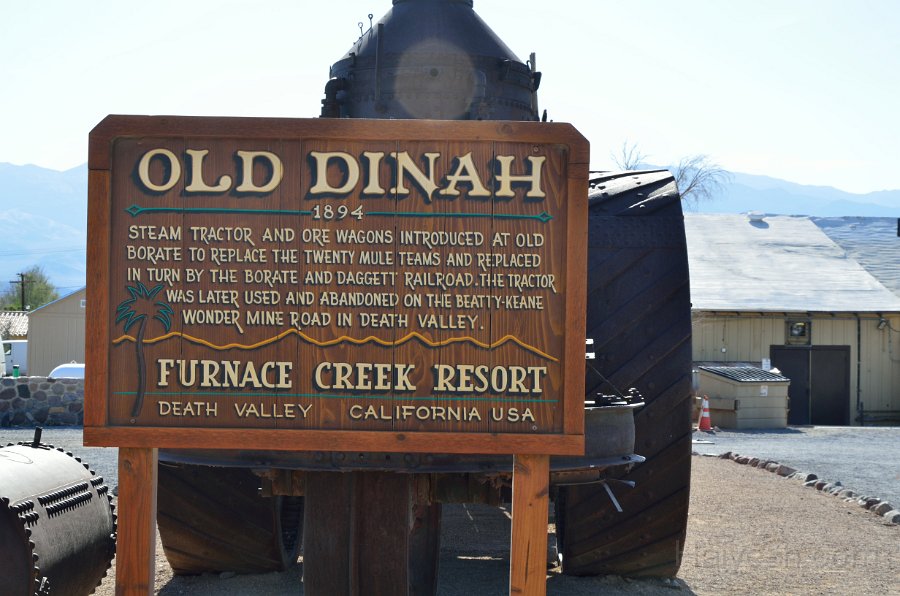 OLD DINAH
1894
STEAM TRACTOR AND ORE WAGONS INTRODUCED AT OLD
BORATE TO REPLACE THE TWENTY MULE TEAMS AND REPLACED
IN TURN BY THE BORATE AND DAGGETT RAILROAD. THE TRACTOR
WAS LATER USED AND ABANDONED ON THE BEATTY-KEANE
WONDER MINE ROAD IN DEATH VALLEY.
FURNACE CREEK RESORT
DEATH VALLEY CALIFORNIA USA